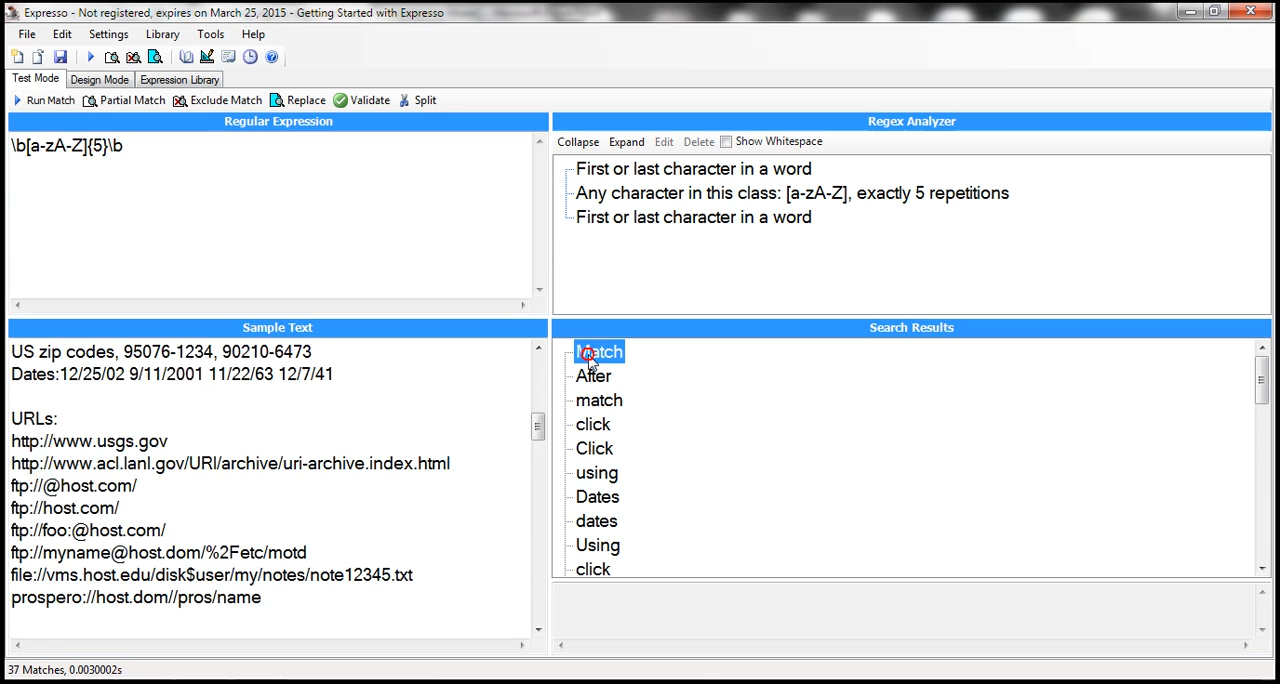 Expresso - Not registered, expires on March 25, 2015 - Getting Started with Expresso
File Edit Settings Library Tools Help
Test Mode Design Mode Expression Library
Run Match Partial Match Exclude Match Replace Validate Split
Regular Expression
\b[a-zA-Z]{5}\b
Regex Analyzer
Collapse Expand Edit Delete Show Whitespace
First or last character in a word
Any character in this class: [a-zA-Z], exactly 5 repetitions
First or last character in a word
Sample Text
US zip codes, 95076-1234, 90210-6473
Dates:12/25/02 9/11/2001 11/22/63 12/7/41
URLs:
http://www.usgs.gov
http://www.acl.lanl.gov/URI/archive/uri-archive.index.html
ftp://@host.com/
ftp://host.com/
ftp://foo:@host.com/
ftp://myname@host.dom/%2Fetc/motd
file://vms.host.edu/disk$user/my/notes/note12345.txt
prospero://host.dom//pros/name
Search Results
Match
After
match
click
Click
using
Dates
dates
Using
click
37 Matches, 0.0030002s